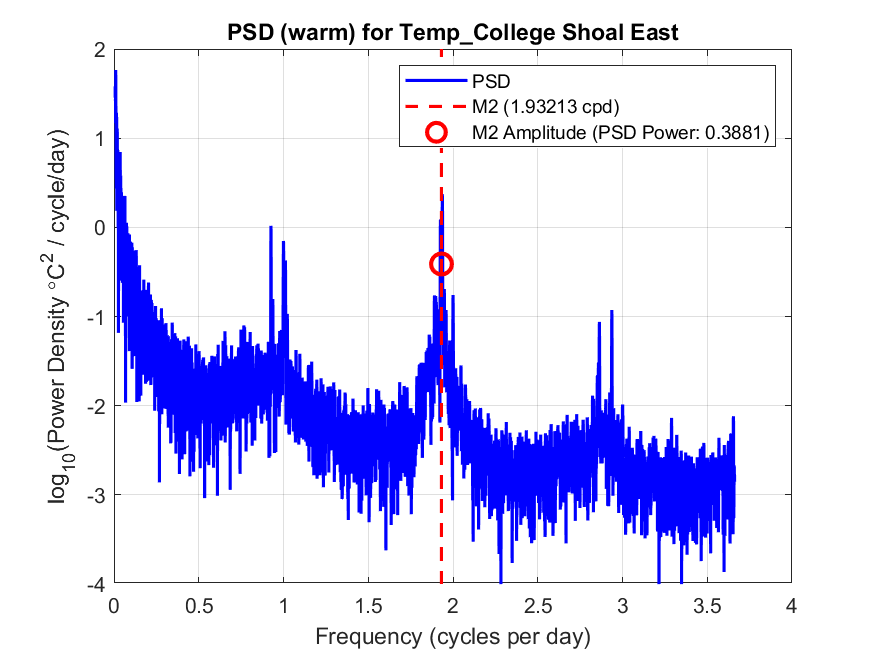 PSD (warm) for Temp_College Shoal East
PSD
M2 (1.93213 cpd)
M2 Amplitude (PSD Power: 0.3881)
log10(Power Density °C2 / cycle/day)
2
1
0
-1
-2
-3
-4
0 0.5 1 1.5 2 2.5 3 3.5 4
Frequency (cycles per day)